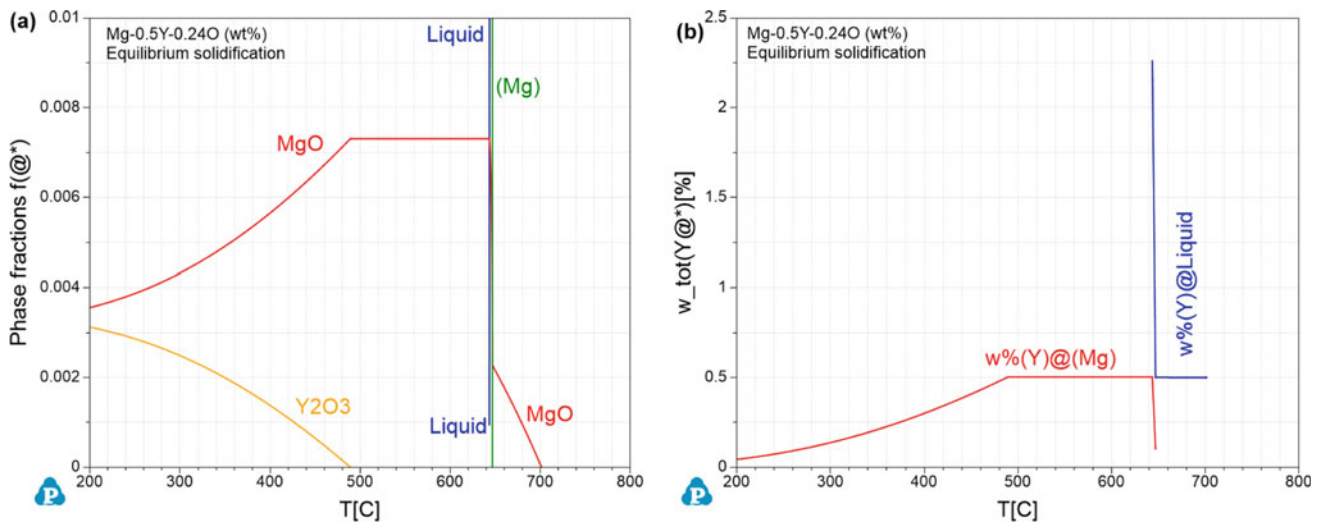 (a)
Mg-0.5Y-0.24O (wt%)
Equilibrium solidification
Liquid
(Mg)
MgO
Y2O3
Liquid
MgO
Phase fractions f(@*)
0.01
0.008
0.006
0.004
0.002
0
200
300
400
500
600
700
800
T[C]
P
(b)
Mg-0.5Y-0.24O (wt%)
Equilibrium solidification
w%(Y)@Liquid
w%(Y)@(Mg)
w_tot(Y@*)[%]
2.5
2
1.5
1
0.5
0
200
300
400
500
600
700
800
T[C]
P